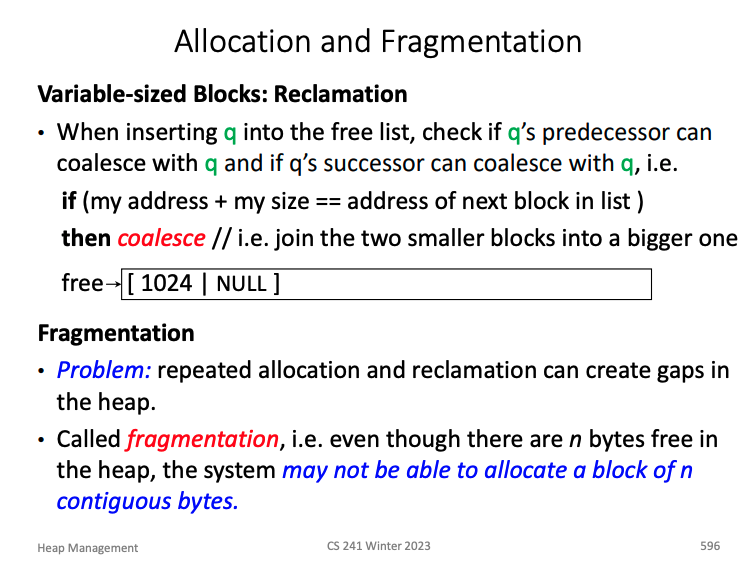 Allocation and Fragmentation
Variable-sized Blocks: Reclamation
• When inserting q into the free list, check if q’s predecessor can
coalesce with q and if q’s successor can coalesce with q, i.e.
if (my address + my size == address of next block in list )
then coalesce // i.e. join the two smaller blocks into a bigger one
free→[ 1024 | NULL ]
Fragmentation
• Problem: repeated allocation and reclamation can create gaps in
the heap.
• Called fragmentation, i.e. even though there are n bytes free in
the heap, the system may not be able to allocate a block of n
contiguous bytes.
Heap Management
CS 241 Winter 2023
596